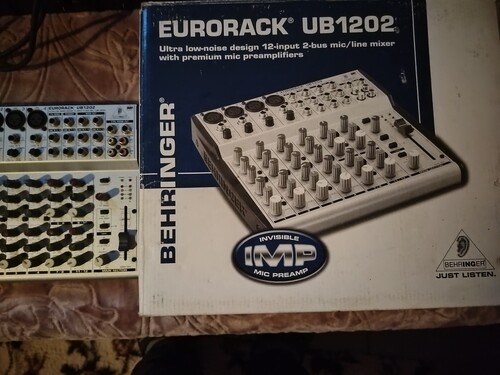 EURORACK® UB1202
Ultra low-noise design 12-input 2-bus mic/line mixer
with premium mic preamplifiers
BEHRINGER®
INVISIBLE
IMP
MIC PREAMP
BEHRINGER
JUST LISTEN.
EURORACK UB1202